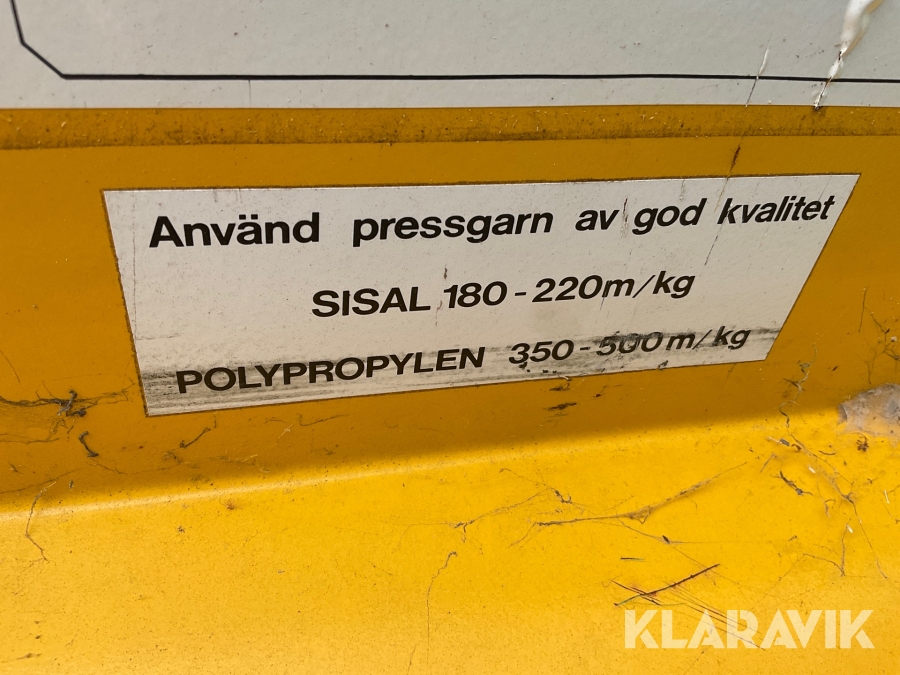 Använd pressgarn av god kvalitet
SISAL 180-220m/kg
POLYPROPYLEN 350-500m/kg
KLARAVIK